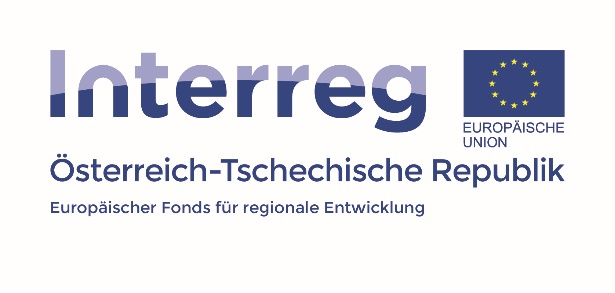 Interreg
EUROPÄISCHE
UNION
Österreich-Tschechische Republik
Europäischer Fonds für regionale Entwicklung